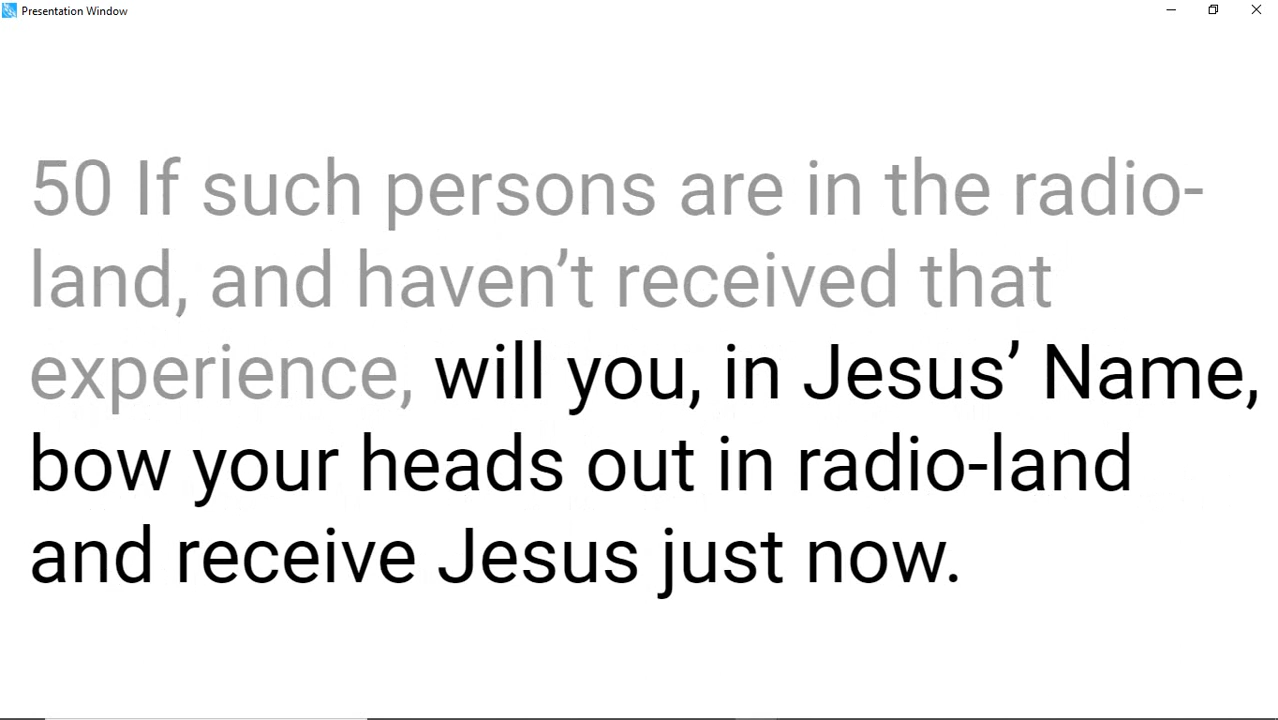 Presentation Window
50 If such persons are in the radio-
land, and haven’t received that
experience, will you, in Jesus’ Name,
bow your heads out in radio-land
and receive Jesus just now.